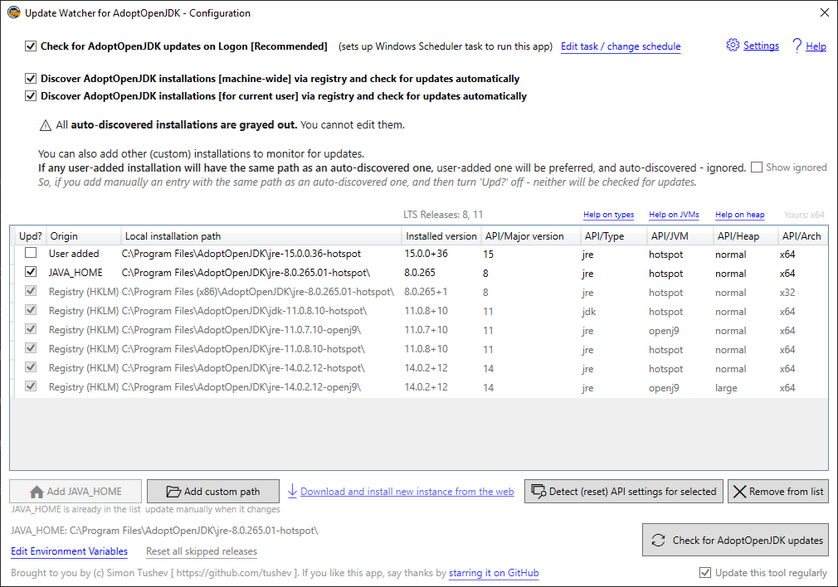 Update Watcher for AdoptOpenJDK - Configuration
Check for AdoptOpenJDK updates on Logon [Recommended] (sets up Windows Scheduler task to run this app) Edit task / change schedule Settings Help
Discover AdoptOpenJDK installations [machine-wide] via registry and check for updates automatically
Discover AdoptOpenJDK installations [for current user] via registry and check for updates automatically
All auto-discovered installations are grayed out. You cannot edit them.
You can also add other (custom) installations to monitor for updates.
If any user-added installation will have the same path as an auto-discovered one, user-added one will be preferred, and auto-discovered - ignored. Show ignored
So, if you add manually an entry with the same path as an auto-discovered one, and then turn 'Upd?' off - neither will be checked for updates.
LTS Releases: 8, 11 Help on types Help on JVMs Help on heap Yours: x64
Upd? Origin Local installation path Installed version API/Major version API/Type API/JVM API/Heap API/Arch
User added C:\Program Files\AdoptOpenJDK\jre-15.0.0.36-hotspot 15.0.0+36 15 jre hotspot normal x64
JAVA_HOME C:\Program Files\AdoptOpenJDK\jre-8.0.265.01-hotspot\ 8.0.265 8 jre hotspot normal x64
Registry (HKLM) C:\Program Files (x86)\AdoptOpenJDK\jre-8.0.265.01-hotspot\ 8.0.265+1 8 jre hotspot normal x32
Registry (HKLM) C:\Program Files\AdoptOpenJDK\jdk-11.0.8.10-hotspot\ 11.0.8+10 11 jdk hotspot normal x64
Registry (HKLM) C:\Program Files\AdoptOpenJDK\jre-11.0.7.10-openj9\ 11.0.7+10 11 jre openj9 normal x64
Registry (HKLM) C:\Program Files\AdoptOpenJDK\jre-11.0.8.10-hotspot\ 11.0.8+10 11 jre hotspot normal x64
Registry (HKLM) C:\Program Files\AdoptOpenJDK\jre-14.0.2.12-hotspot\ 14.0.2+12 14 jre hotspot normal x64
Registry (HKLM) C:\Program Files\AdoptOpenJDK\jre-14.0.2.12-openj9\ 14.0.2+12 14 jre openj9 large x64
Add JAVA_HOME Add custom path Download and install new instance from the web Detect (reset) API settings for selected Remove from list
JAVA_HOME is already in the list update manually when it changes
JAVA_HOME: C:\Program Files\AdoptOpenJDK\jre-8.0.265.01-hotspot\
Check for AdoptOpenJDK updates
Edit Environment Variables Reset all skipped releases
Brought to you by (c) Simon Tushev [ https://github.com/tushev ]. If you like this app, say thanks by starring it on GitHub Update this tool regularly